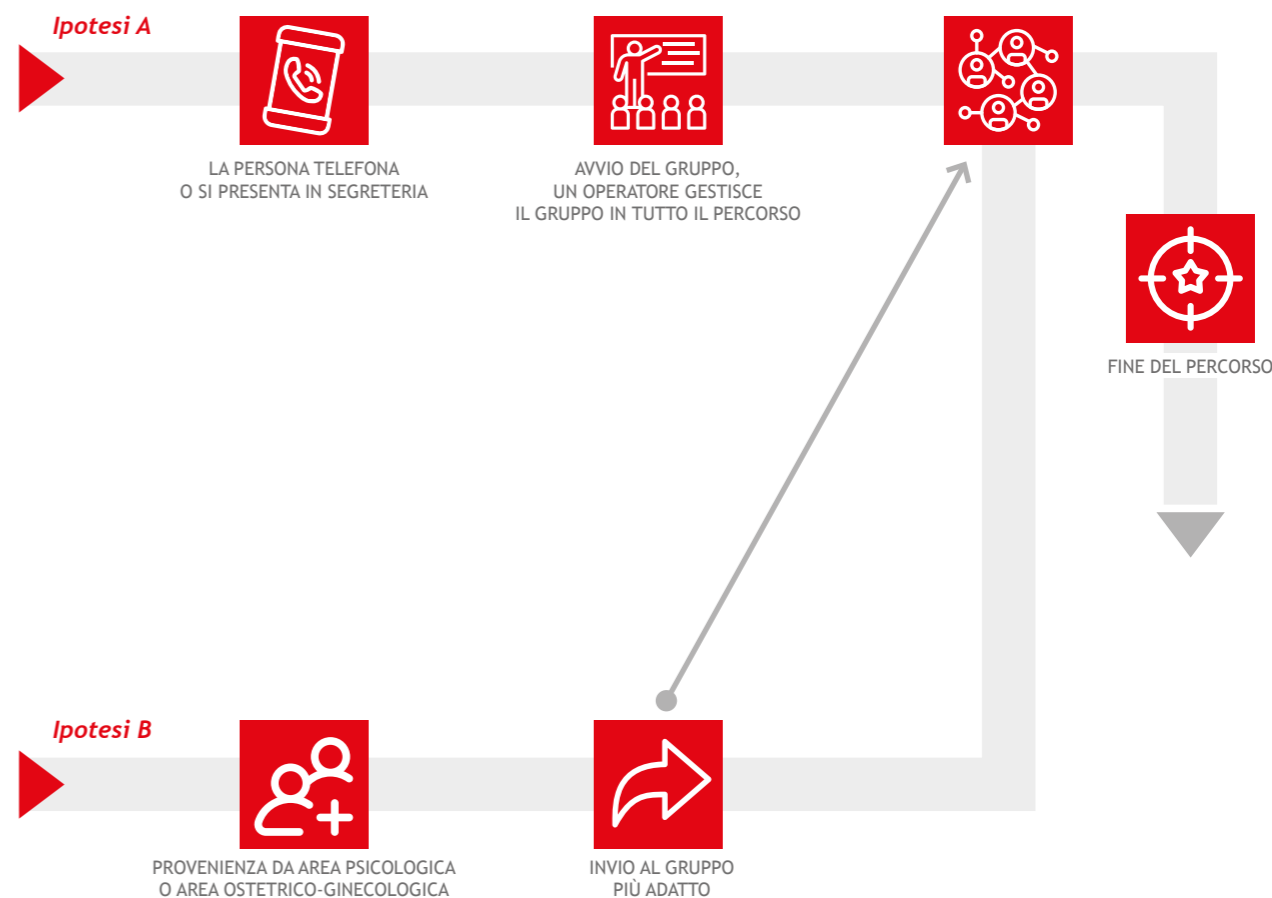 Ipotesi A
LA PERSONA TELEFONA
O SI PRESENTA IN SEGRETERIA
AVVIO DEL GRUPPO,
UN OPERATORE GESTISCE
IL GRUPPO IN TUTTO IL PERCORSO
FINE DEL PERCORSO
Ipotesi B
PROVENIENZA DA AREA PSICOLOGICA
O AREA OSTETRICO-GINECOLOGICA
INVIO AL GRUPPO
PIÙ ADATTO